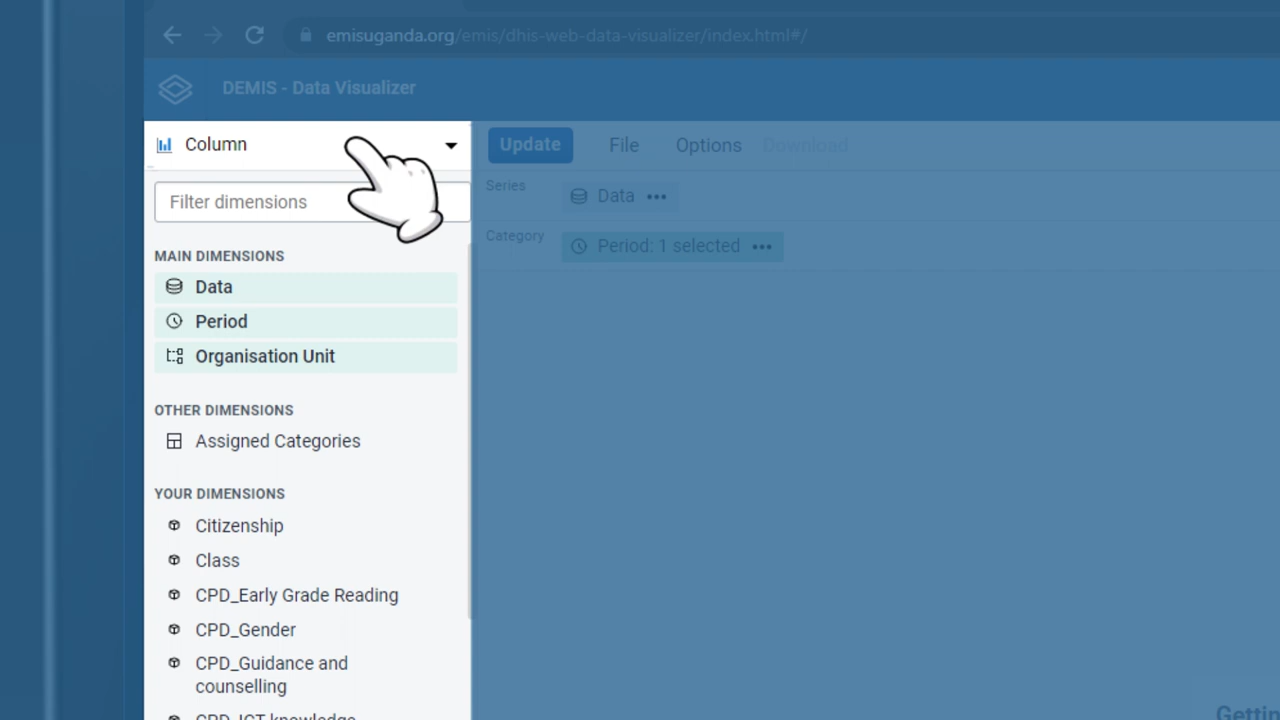 emisuganda.org/emis/dhis-web-data-visualizer/index.html#/
DEMIS - Data Visualizer
Column
Update
File
Options
Download
Filter dimensions
Series
Data
Category
Period: 1 selected
MAIN DIMENSIONS
Data
Period
Organisation Unit
OTHER DIMENSIONS
Assigned Categories
YOUR DIMENSIONS
Citizenship
Class
CPD_Early Grade Reading
CPD_Gender
CPD_Guidance and
counselling
CPD_ICT knowledge